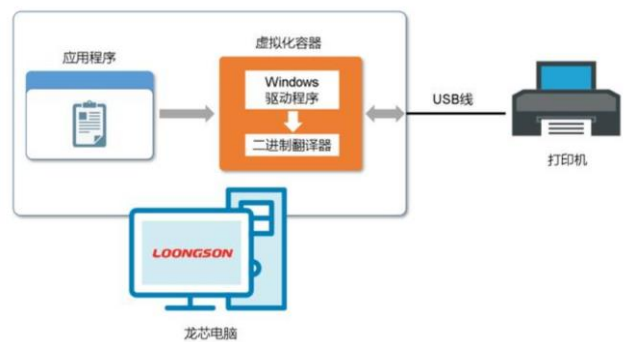 应用程序
虚拟化容器
Windows
驱动程序
二进制翻译器
USB线
打印机
LOONGSON
龙芯电脑